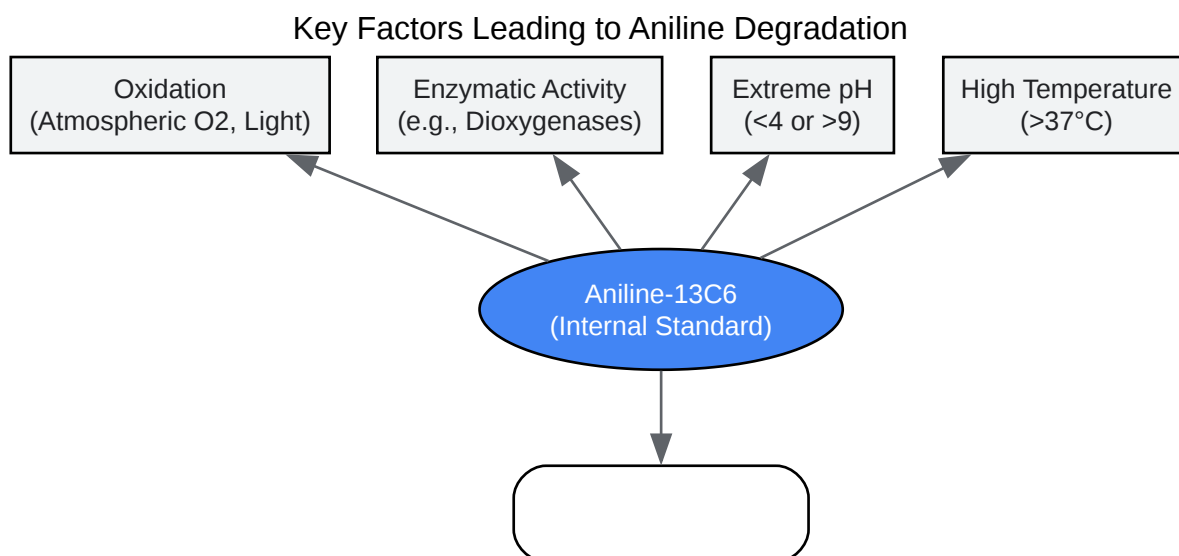 Key Factors Leading to Aniline Degradation
Oxidation
(Atmospheric O2, Light)
Enzymatic Activity
(e.g., Dioxygenases)
Extreme pH
(<4 or >9)
High Temperature
(>37°C)
Aniline-13C6
(Internal Standard)